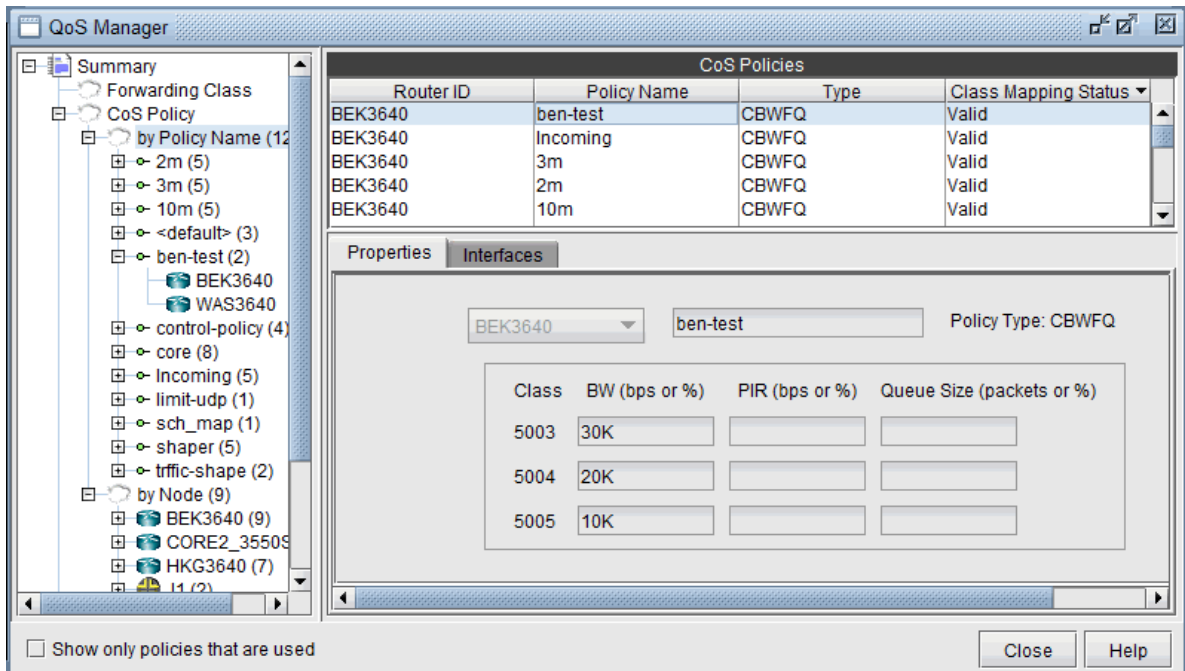 QoS Manager
Summary
Forwarding Class
CoS Policy
by Policy Name (12
2m (5)
3m (5)
10m (5)
<default> (3)
ben-test (2)
BEK3640
WAS3640
control-policy (4)
core (8)
Incoming (5)
limit-udp (1)
sch_map (1)
shaper (5)
trffic-shape (2)
by Node (9)
BEK3640 (9)
CORE2_3550S
HKG3640 (7)
J1 (2)
CoS Policies
Router ID Policy Name Type Class Mapping Status
BEK3640 ben-test CBWFQ Valid
BEK3640 Incoming CBWFQ Valid
BEK3640 3m CBWFQ Valid
BEK3640 2m CBWFQ Valid
BEK3640 10m CBWFQ Valid
Properties Interfaces
BEK3640 ben-test Policy Type: CBWFQ
Class BW (bps or %) PIR (bps or %) Queue Size (packets or %)
5003 30K
5004 20K
5005 10K
Show only policies that are used
Close Help